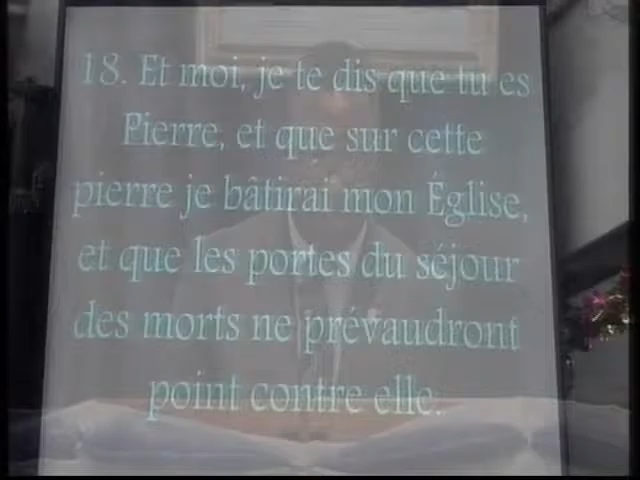 18. Et moi, je te dis que tu es
Pierre, et que sur cette
pierre je bâtirai mon Église,
et que les portes du séjour
des morts ne prévaudront
point contre elle.